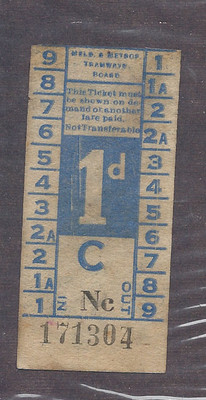 MELB. & METROP.
TRAMWAYS
BOARD
This Ticket must
be shown on de-
mand or another
fare paid.
Not Transferable
1d
C
IN
Nc
OUT
9
8
7
6
5
4
3
2A
2
1A
1
1
1A
2
2A
3
4
5
6
7
8
9
171304